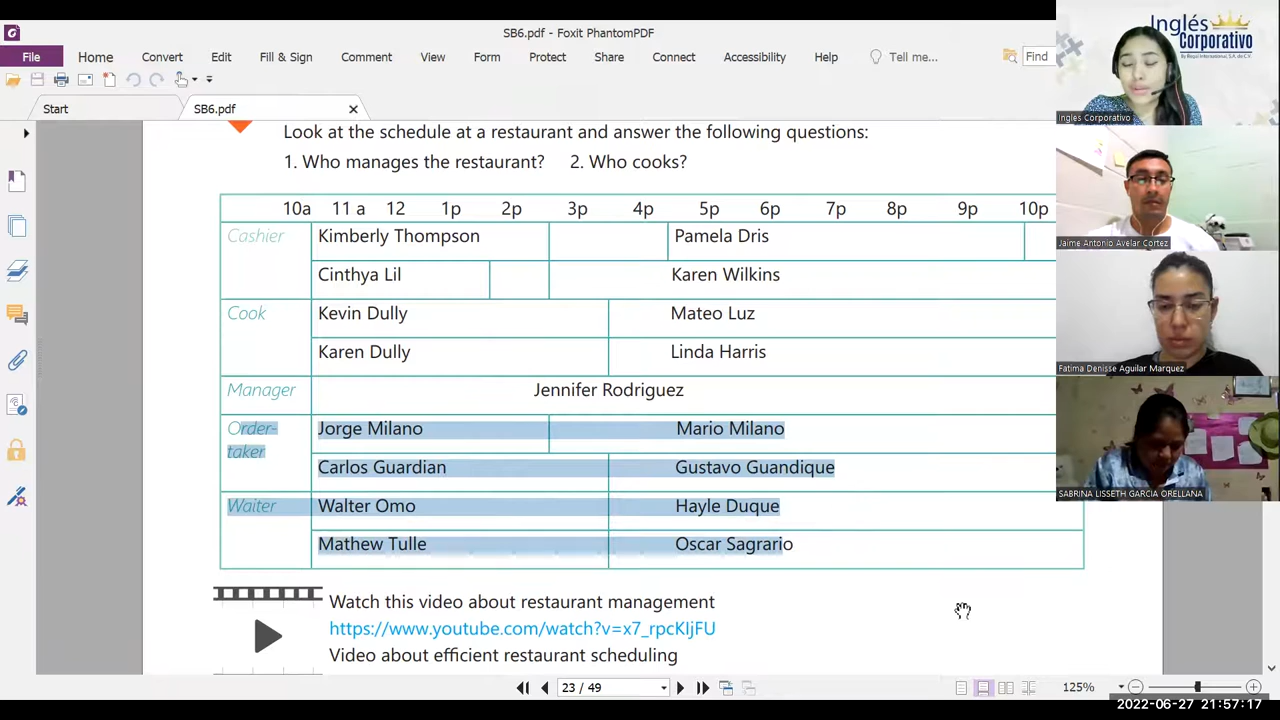 SB6.pdf - Foxit PhantomPDF
Inglés
Corporativo
By Regio International, S.A. de C.V.
File Home Convert Fill & Sign Edit Comment View Form Protect Share Connect Accessibility Help Tell me... Find
Start SB6.pdf
Ingles Corporativo
Look at the schedule at a restaurant and answer the following questions:
1. Who manages the restaurant? 2. Who cooks?
10a 11 a 12 1p 2p 3p 4p 5p 6p 7p 8p 9p 10p
Cashier Kimberly Thompson Pamela Dris
Jaime Antonio Avelar Cortez
Cinthya Lil Karen Wilkins
Cook Kevin Dully Mateo Luz
Karen Dully Linda Harris
Fatima Denisse Aguilar Marquez
Manager Jennifer Rodriguez
Order-
taker
Jorge Milano Mario Milano
Carlos Guardian Gustavo Guandique
SABRINA LISSETH GARCIA ORELLANA
Waiter Walter Omo Hayle Duque
Mathew Tulle Oscar Sagrario
Watch this video about restaurant management
https://www.youtube.com/watch?v=x7_rpcKIjFU
Video about efficient restaurant scheduling
23 / 49 125%
2022-06-27 21:57:17